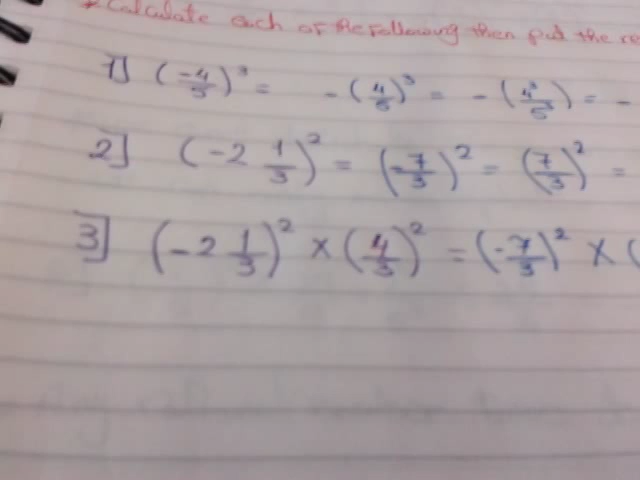 * Calculate each of the following then put the re
1] (-4/5)³ = -(4/5)³ = -(4³/5³) = -
2] (-2 1/3)² = (-7/3)² = (7/3)² =
3] (-2 1/3)² × (4/3)² = (-7/3)² × (